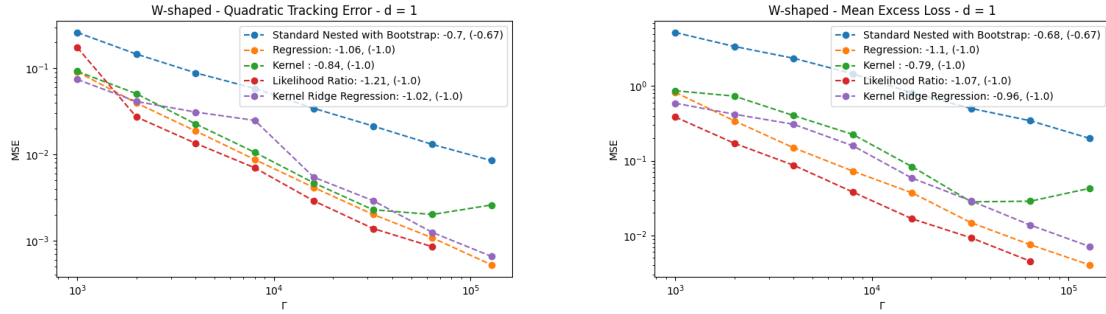 W-shaped - Quadratic Tracking Error - d = 1
Standard Nested with Bootstrap: -0.7, (-0.67)
Regression: -1.06, (-1.0)
Kernel : -0.84, (-1.0)
Likelihood Ratio: -1.21, (-1.0)
Kernel Ridge Regression: -1.02, (-1.0)
MSE
10⁻¹
10⁻²
10⁻³
10³
10⁴
10⁵
Γ
W-shaped - Mean Excess Loss - d = 1
Standard Nested with Bootstrap: -0.68, (-0.67)
Regression: -1.1, (-1.0)
Kernel : -0.79, (-1.0)
Likelihood Ratio: -1.07, (-1.0)
Kernel Ridge Regression: -0.96, (-1.0)
MSE
10⁰
10⁻¹
10⁻²
10³
10⁴
10⁵
Γ